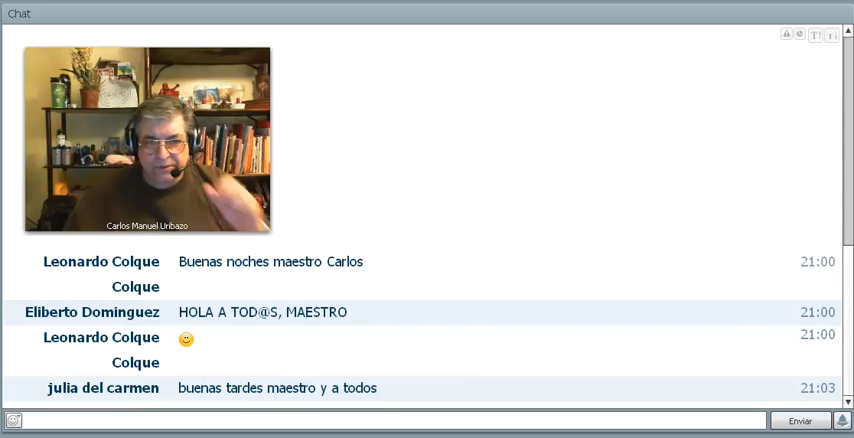 Chat
Carlos Manuel Uribazo
Leonardo Colque Buenas noches maestro Carlos 21:00
Colque
Eliberto Dominguez HOLA A TOD@S, MAESTRO 21:00
Leonardo Colque 21:00
Colque
julia del carmen buenas tardes maestro y a todos 21:03
Enviar